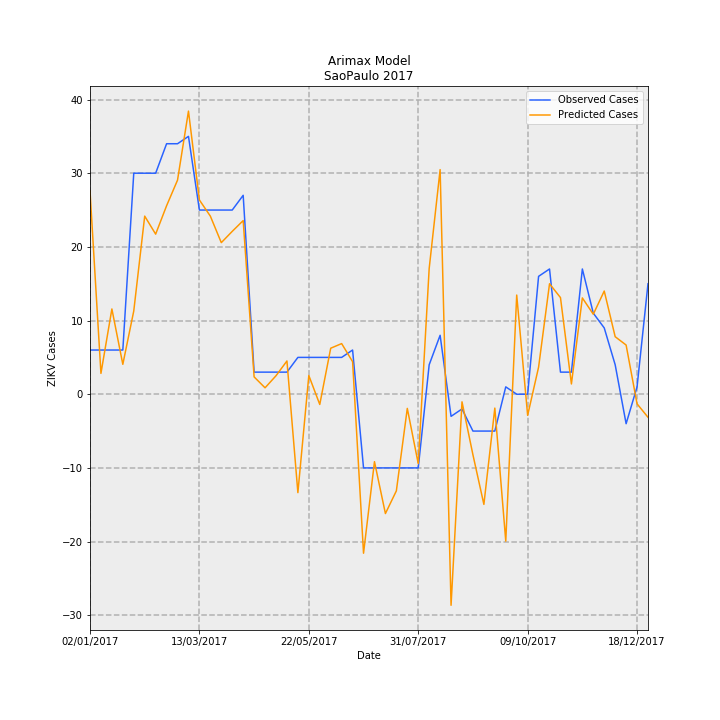 Arimax Model
SaoPaulo 2017
Observed Cases
Predicted Cases
ZIKV Cases
40
30
20
10
0
−10
−20
−30
02/01/2017 13/03/2017 22/05/2017 31/07/2017 09/10/2017 18/12/2017
Date